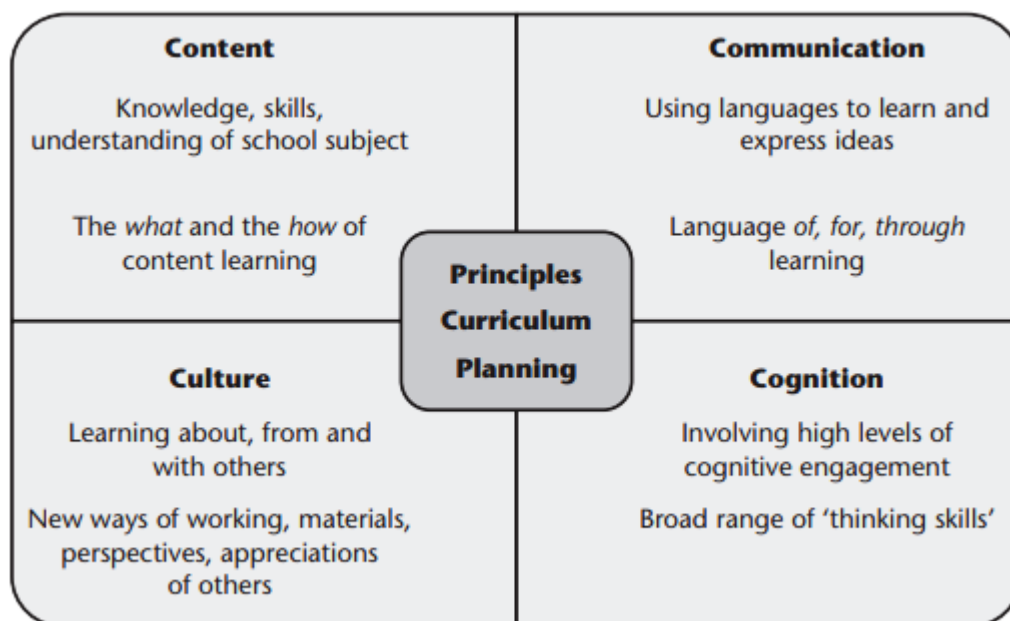 Content
Knowledge, skills,
understanding of school subject
The what and the how of
content learning
Communication
Using languages to learn and
express ideas
Language of, for, through
learning
Principles
Curriculum
Planning
Culture
Learning about, from and
with others
New ways of working, materials,
perspectives, appreciations
of others
Cognition
Involving high levels of
cognitive engagement
Broad range of ‘thinking skills’